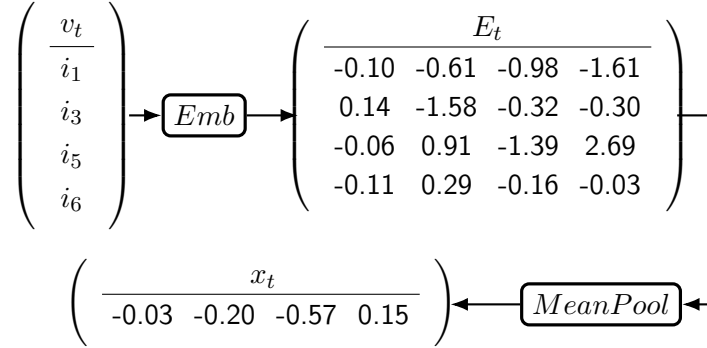 v_t E_t
i_1 -0.10 -0.61 -0.98 -1.61
i_3 Emb 0.14 -1.58 -0.32 -0.30
i_5 -0.06 0.91 -1.39 2.69
i_6 -0.11 0.29 -0.16 -0.03
x_t
-0.03 -0.20 -0.57 0.15 MeanPool